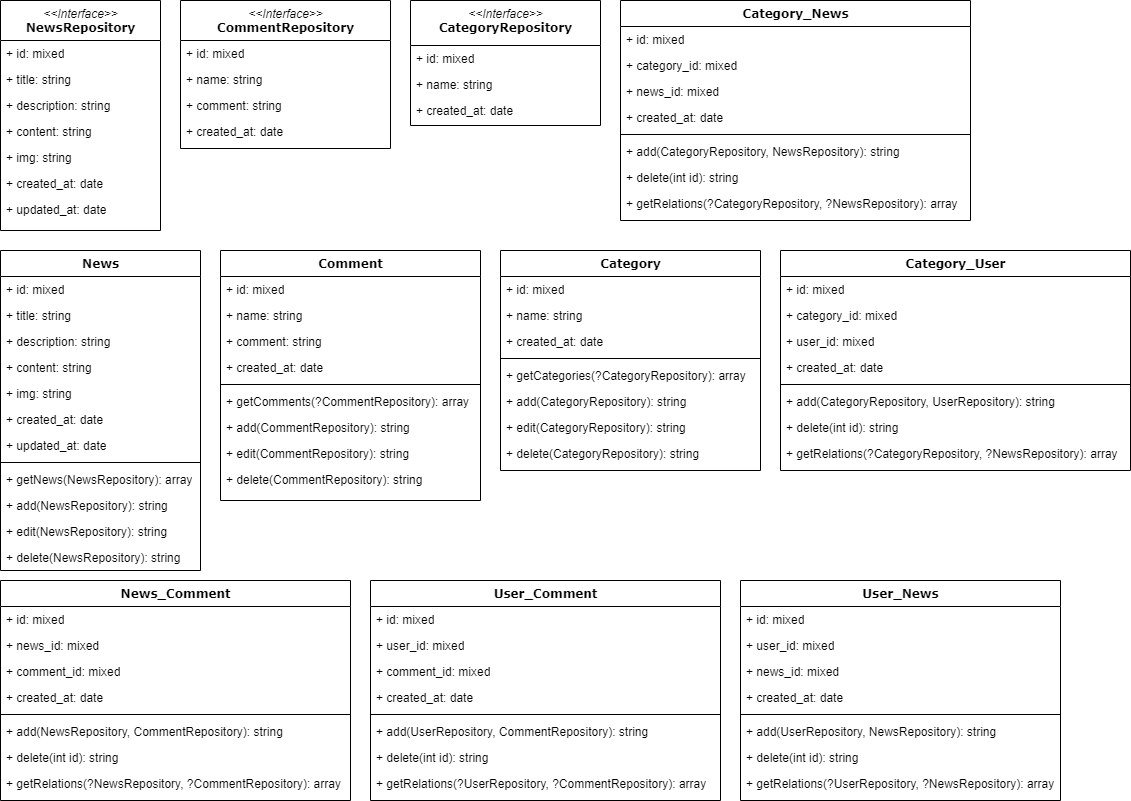 <<Interface>>
NewsRepository
+ id: mixed
+ title: string
+ description: string
+ content: string
+ img: string
+ created_at: date
+ updated_at: date
<<Interface>>
CommentRepository
+ id: mixed
+ name: string
+ comment: string
+ created_at: date
<<Interface>>
CategoryRepository
+ id: mixed
+ name: string
+ created_at: date
Category_News
+ id: mixed
+ category_id: mixed
+ news_id: mixed
+ created_at: date
+ add(CategoryRepository, NewsRepository): string
+ delete(int id): string
+ getRelations(?CategoryRepository, ?NewsRepository): array
News
+ id: mixed
+ title: string
+ description: string
+ content: string
+ img: string
+ created_at: date
+ updated_at: date
+ getNews(NewsRepository): array
+ add(NewsRepository): string
+ edit(NewsRepository): string
+ delete(NewsRepository): string
Comment
+ id: mixed
+ name: string
+ comment: string
+ created_at: date
+ getComments(?CommentRepository): array
+ add(CommentRepository): string
+ edit(CommentRepository): string
+ delete(CommentRepository): string
Category
+ id: mixed
+ name: string
+ created_at: date
+ getCategories(?CategoryRepository): array
+ add(CategoryRepository): string
+ edit(CategoryRepository): string
+ delete(CategoryRepository): string
Category_User
+ id: mixed
+ category_id: mixed
+ user_id: mixed
+ created_at: date
+ add(CategoryRepository, UserRepository): string
+ delete(int id): string
+ getRelations(?CategoryRepository, ?NewsRepository): array
News_Comment
+ id: mixed
+ news_id: mixed
+ comment_id: mixed
+ created_at: date
+ add(NewsRepository, CommentRepository): string
+ delete(int id): string
+ getRelations(?NewsRepository, ?CommentRepository): array
User_Comment
+ id: mixed
+ user_id: mixed
+ comment_id: mixed
+ created_at: date
+ add(UserRepository, CommentRepository): string
+ delete(int id): string
+ getRelations(?UserRepository, ?CommentRepository): array
User_News
+ id: mixed
+ user_id: mixed
+ news_id: mixed
+ created_at: date
+ add(UserRepository, NewsRepository): string
+ delete(int id): string
+ getRelations(?UserRepository, ?NewsRepository): array